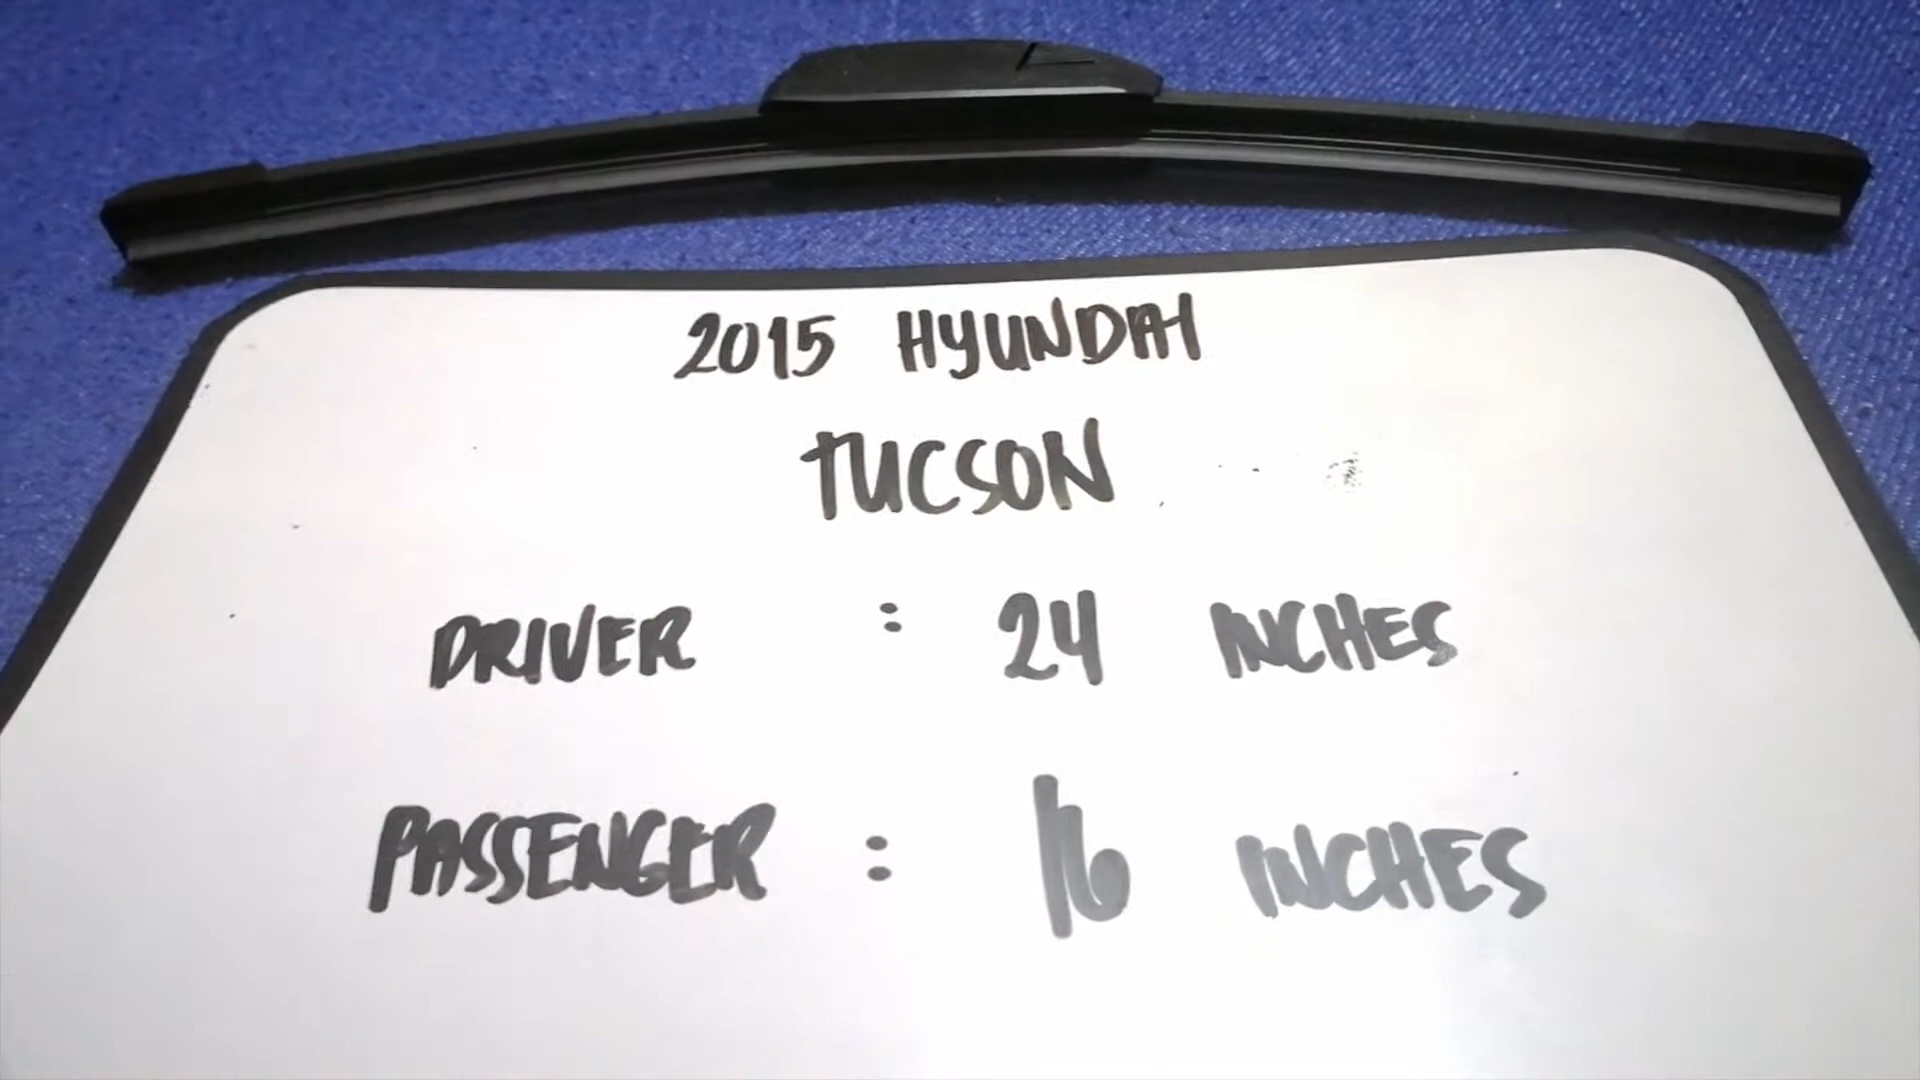 2015 HYUNDAI
TUCSON
DRIVER : 24 INCHES
PASSENGER : 16 INCHES